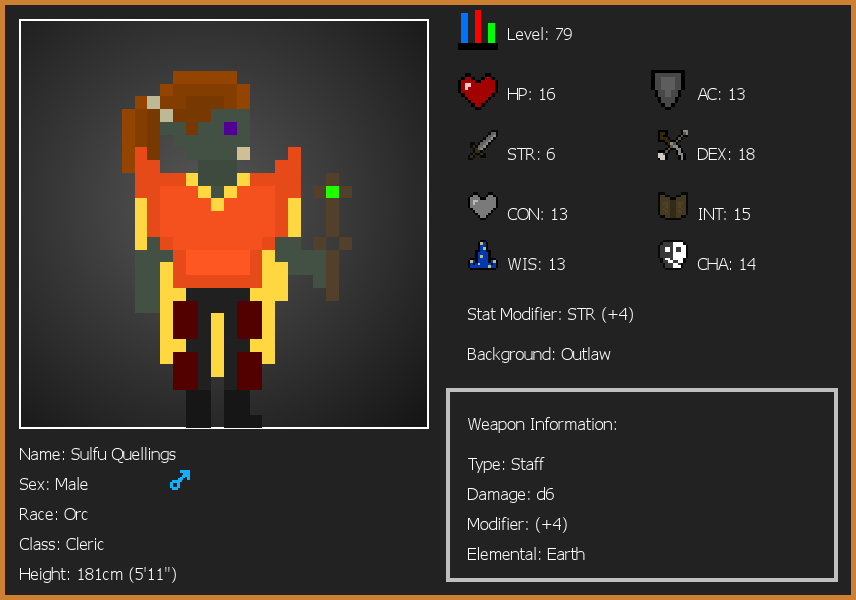 Level: 79
HP: 16
AC: 13
STR: 6
DEX: 18
CON: 13
INT: 15
WIS: 13
CHA: 14
Stat Modifier: STR (+4)
Background: Outlaw
Weapon Information:
Type: Staff
Damage: d6
Modifier: (+4)
Elemental: Earth
Name: Sulfu Quellings
Sex: Male
Race: Orc
Class: Cleric
Height: 181cm (5'11")